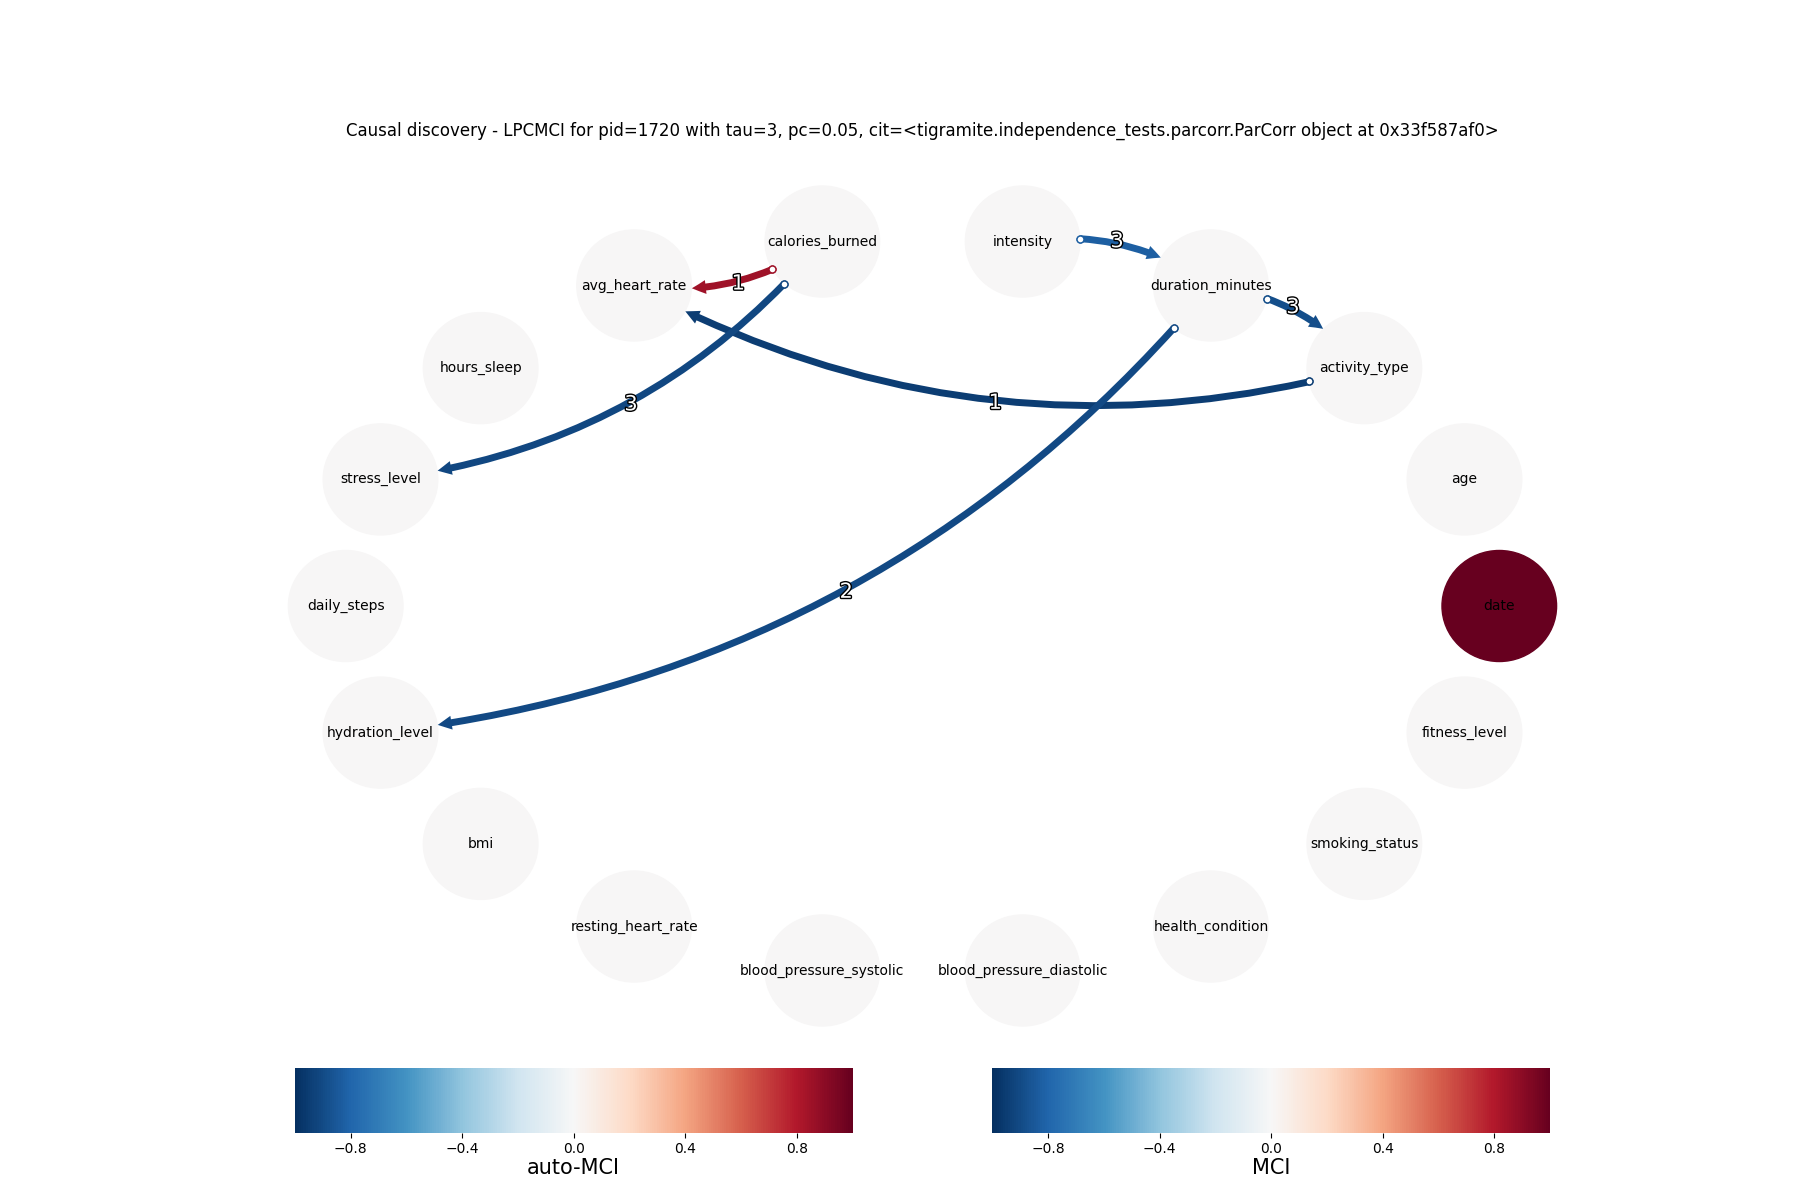 Causal discovery - LPCMCI for pid=1720 with tau=3, pc=0.05, cit=<tigramite.independence_tests.parcorr.ParCorr object at 0x33f587af0>
calories_burned
intensity
3
avg_heart_rate
1
duration_minutes
3
hours_sleep
activity_type
3
1
stress_level
age
2
daily_steps
date
hydration_level
fitness_level
bmi
smoking_status
resting_heart_rate
health_condition
blood_pressure_systolic
blood_pressure_diastolic
−0.8 −0.4 0.0 0.4 0.8
auto-MCI
−0.8 −0.4 0.0 0.4 0.8
MCI